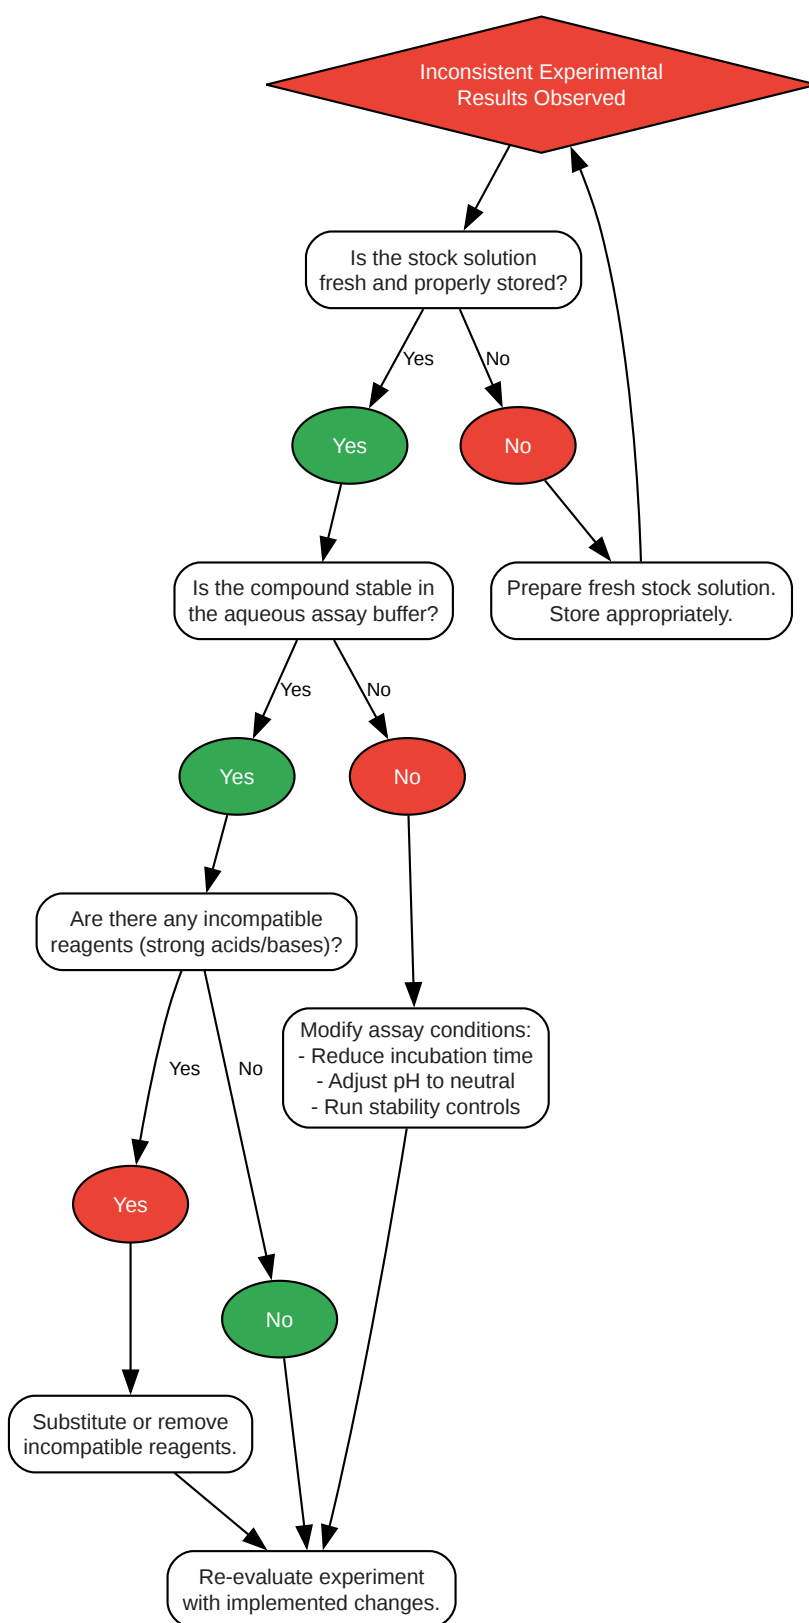 Inconsistent Experimental
Results Observed
Is the stock solution
fresh and properly stored?
Yes
No
Yes
No
Is the compound stable in
the aqueous assay buffer?
Prepare fresh stock solution.
Store appropriately.
Yes
No
Yes
No
Are there any incompatible
reagents (strong acids/bases)?
Modify assay conditions:
- Reduce incubation time
- Adjust pH to neutral
- Run stability controls
Yes
No
Yes
No
Substitute or remove
incompatible reagents.
Re-evaluate experiment
with implemented changes.